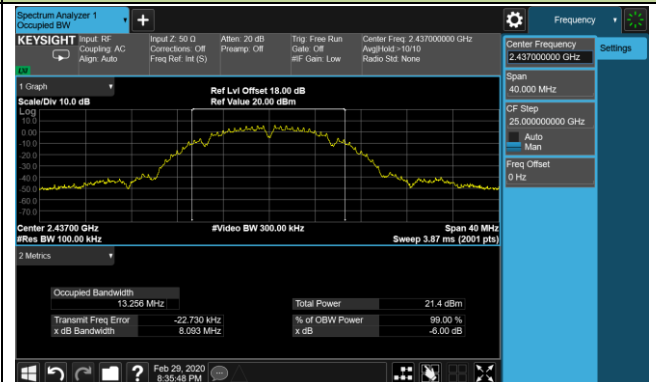 Spectrum Analyzer 1
Occupied BW
Frequency
KEYSIGHT
Input: RF
Coupling: AC
Align: Auto
Input Z: 50 Ω
Corrections: Off
Freq Ref: Int (S)
Atten: 20 dB
Preamp: Off
Trig: Free Run
Gate: Off
#IF Gain: Low
Center Freq: 2.437000000 GHz
Avg|Hold:>10/10
Radio Std: None
Center Frequency
2.437000000 GHz
Settings
Span
40.000 MHz
CF Step
25.000000000 GHz
Auto
Man
Freq Offset
0 Hz
1 Graph
Scale/Div 10.0 dB
Ref Lvl Offset 18.00 dB
Ref Value 20.00 dBm
Log
10.0
0.00
-10.0
-20.0
-30.0
-40.0
-50.0
-60.0
-70.0
Center 2.43700 GHz
#Res BW 100.00 kHz
#Video BW 300.00 kHz
Span 40 MHz
Sweep 3.87 ms (2001 pts)
2 Metrics
Occupied Bandwidth
13.256 MHz
Total Power
21.4 dBm
Transmit Freq Error
-22.730 kHz
% of OBW Power
99.00 %
x dB Bandwidth
8.093 MHz
x dB
-6.00 dB
?
Feb 29, 2020
8:35:48 PM